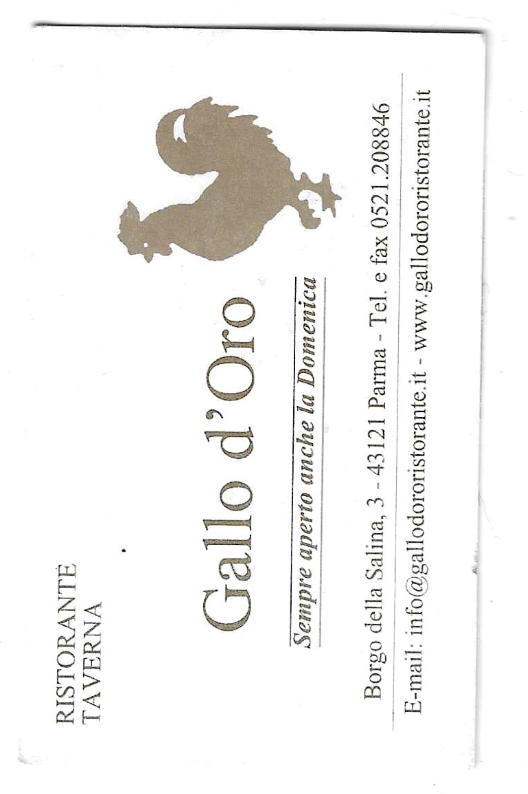 RISTORANTE
TAVERNA
Gallo d'Oro
Sempre aperto anche la Domenica
Borgo della Salina, 3 - 43121 Parma - Tel. e fax 0521.208846
E-mail: info@gallodororistorante.it - www.gallodororistorante.it